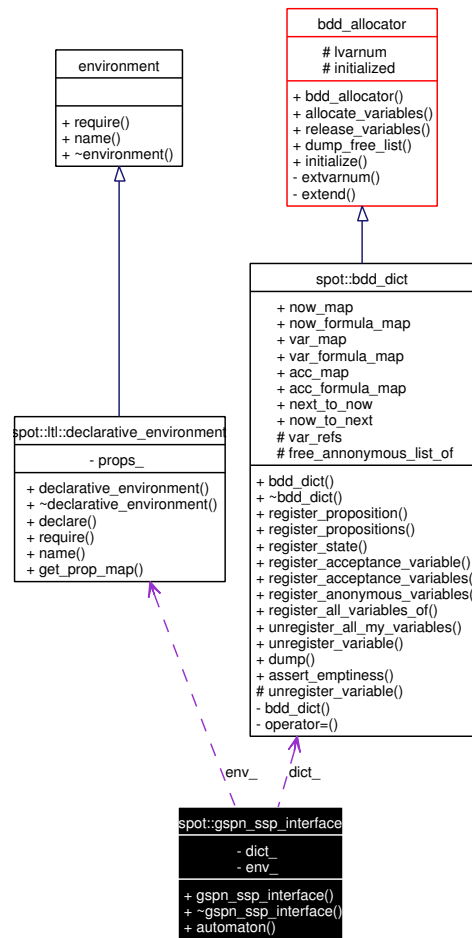 bdd_allocator
# lvarnum
# initialized
+ bdd_allocator()
+ allocate_variables()
+ release_variables()
+ dump_free_list()
+ initialize()
- extvarnum()
- extend()
environment
+ require()
+ name()
+ ~environment()
spot::bdd_dict
+ now_map
+ now_formula_map
+ var_map
+ var_formula_map
+ acc_map
+ acc_formula_map
+ next_to_now
+ now_to_next
# var_refs
# free_annonymous_list_of
+ bdd_dict()
+ ~bdd_dict()
+ register_proposition()
+ register_propositions()
+ register_state()
+ register_acceptance_variable()
+ register_acceptance_variables()
+ register_anonymous_variables()
+ register_all_variables_of()
+ unregister_all_my_variables()
+ unregister_variable()
+ dump()
+ assert_emptiness()
# unregister_variable()
- bdd_dict()
- operator=()
spot::ltl::declarative_environment
- props_
+ declarative_environment()
+ ~declarative_environment()
+ declare()
+ require()
+ name()
+ get_prop_map()
env_
dict_
spot::gspn_ssp_interface
- dict_
- env_
+ gspn_ssp_interface()
+ ~gspn_ssp_interface()
+ automaton()